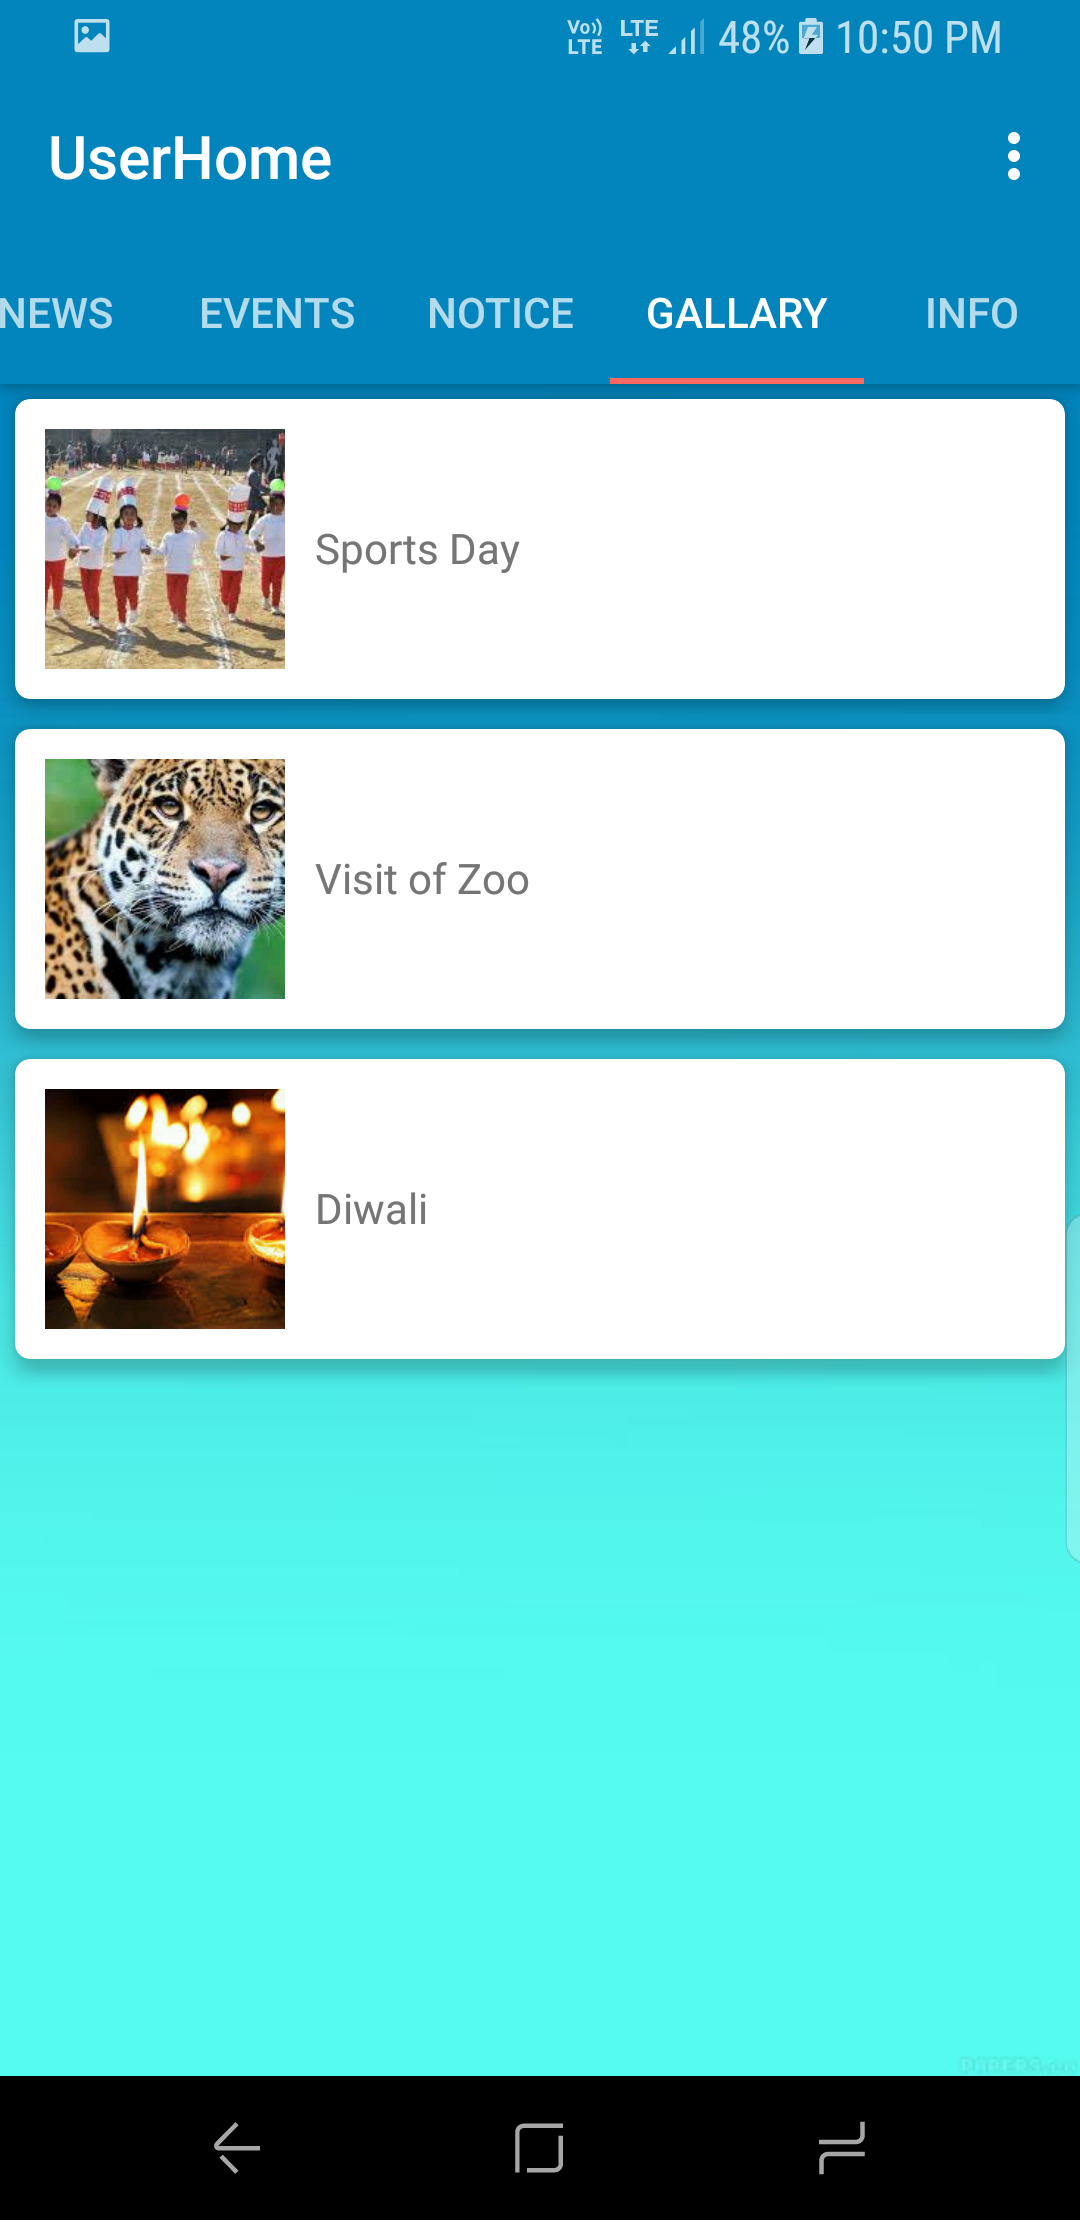 Vo)) LTE LTE 48% 10:50 PM
UserHome
NEWS EVENTS NOTICE GALLARY INFO
Sports Day
Visit of Zoo
Diwali